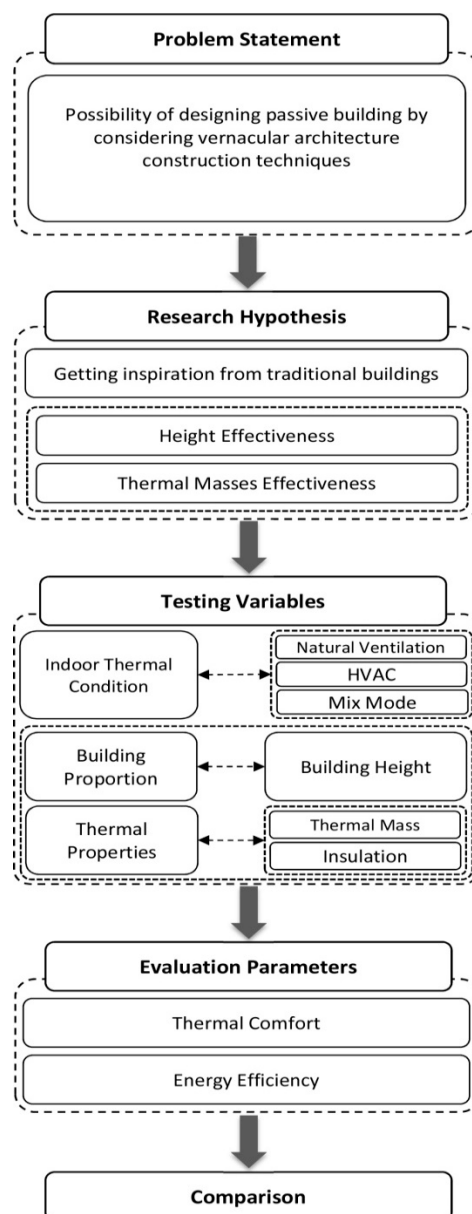 Problem Statement
Possibility of designing passive building by
considering vernacular architecture
construction techniques
Research Hypothesis
Getting inspiration from traditional buildings
Height Effectiveness
Thermal Masses Effectiveness
Testing Variables
Indoor Thermal
Condition
Natural Ventilation
HVAC
Mix Mode
Building
Proportion
Building Height
Thermal
Properties
Thermal Mass
Insulation
Evaluation Parameters
Thermal Comfort
Energy Efficiency
Comparison